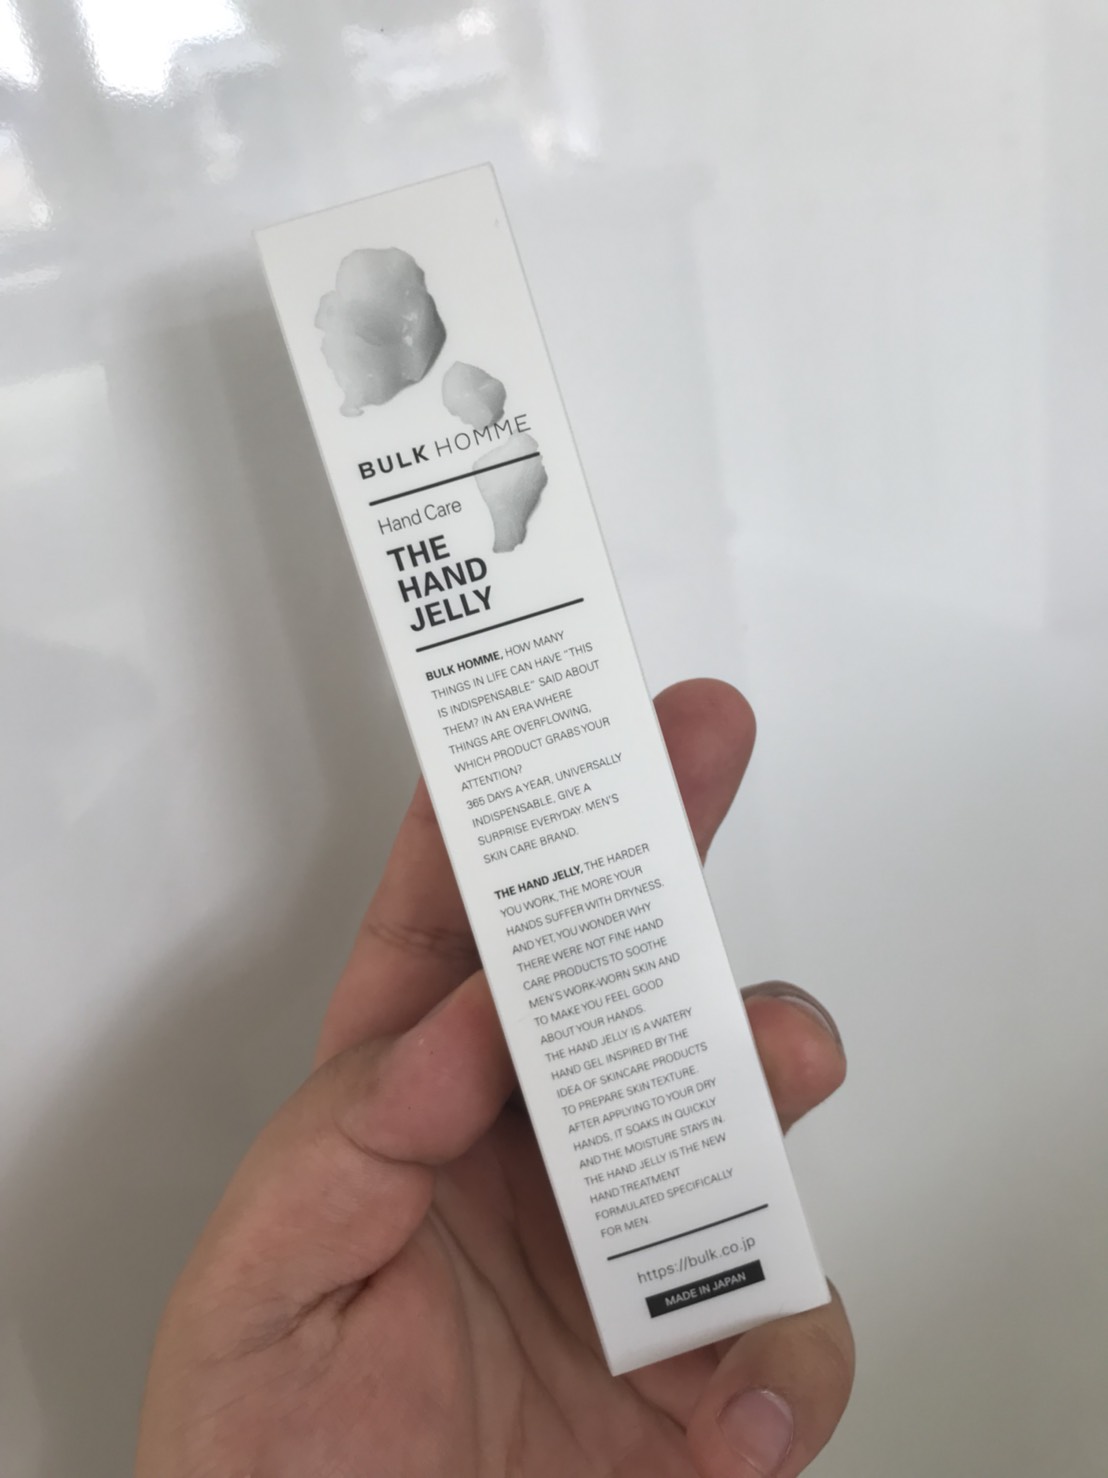 BULK HOMME
Hand Care
THE
HAND
JELLY
BULK HOMME, HOW MANY
THINGS IN LIFE CAN HAVE "THIS
IS INDISPENSABLE" SAID ABOUT
THEM? IN AN ERA WHERE
THINGS ARE OVERFLOWING,
WHICH PRODUCT GRABS YOUR
ATTENTION?
365 DAYS A YEAR, UNIVERSALLY
INDISPENSABLE, GIVE A
SURPRISE EVERYDAY. MEN'S
SKIN CARE BRAND.
THE HAND JELLY, THE HARDER
YOU WORK, THE MORE YOUR
HANDS SUFFER WITH DRYNESS.
AND YET, YOU WONDER WHY
THERE WERE NOT FINE HAND
CARE PRODUCTS TO SOOTHE
MEN'S WORK-WORN SKIN AND
TO MAKE YOU FEEL GOOD
ABOUT YOUR HANDS.
THE HAND JELLY IS A WATERY
HAND GEL INSPIRED BY THE
IDEA OF SKINCARE PRODUCTS
TO PREPARE SKIN TEXTURE.
AFTER APPLYING TO YOUR DRY
HANDS, IT SOAKS IN QUICKLY
AND THE MOISTURE STAYS IN.
THE HAND JELLY IS THE NEW
HAND TREATMENT
FORMULATED SPECIFICALLY
FOR MEN.
https://bulk.co.jp
MADE IN JAPAN